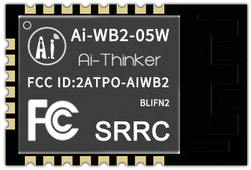 Ai
Ai-WB2-05W
Ai-Thinker
FCC ID:2ATPO-AIWB2
BLIFN2
FC
SRRC